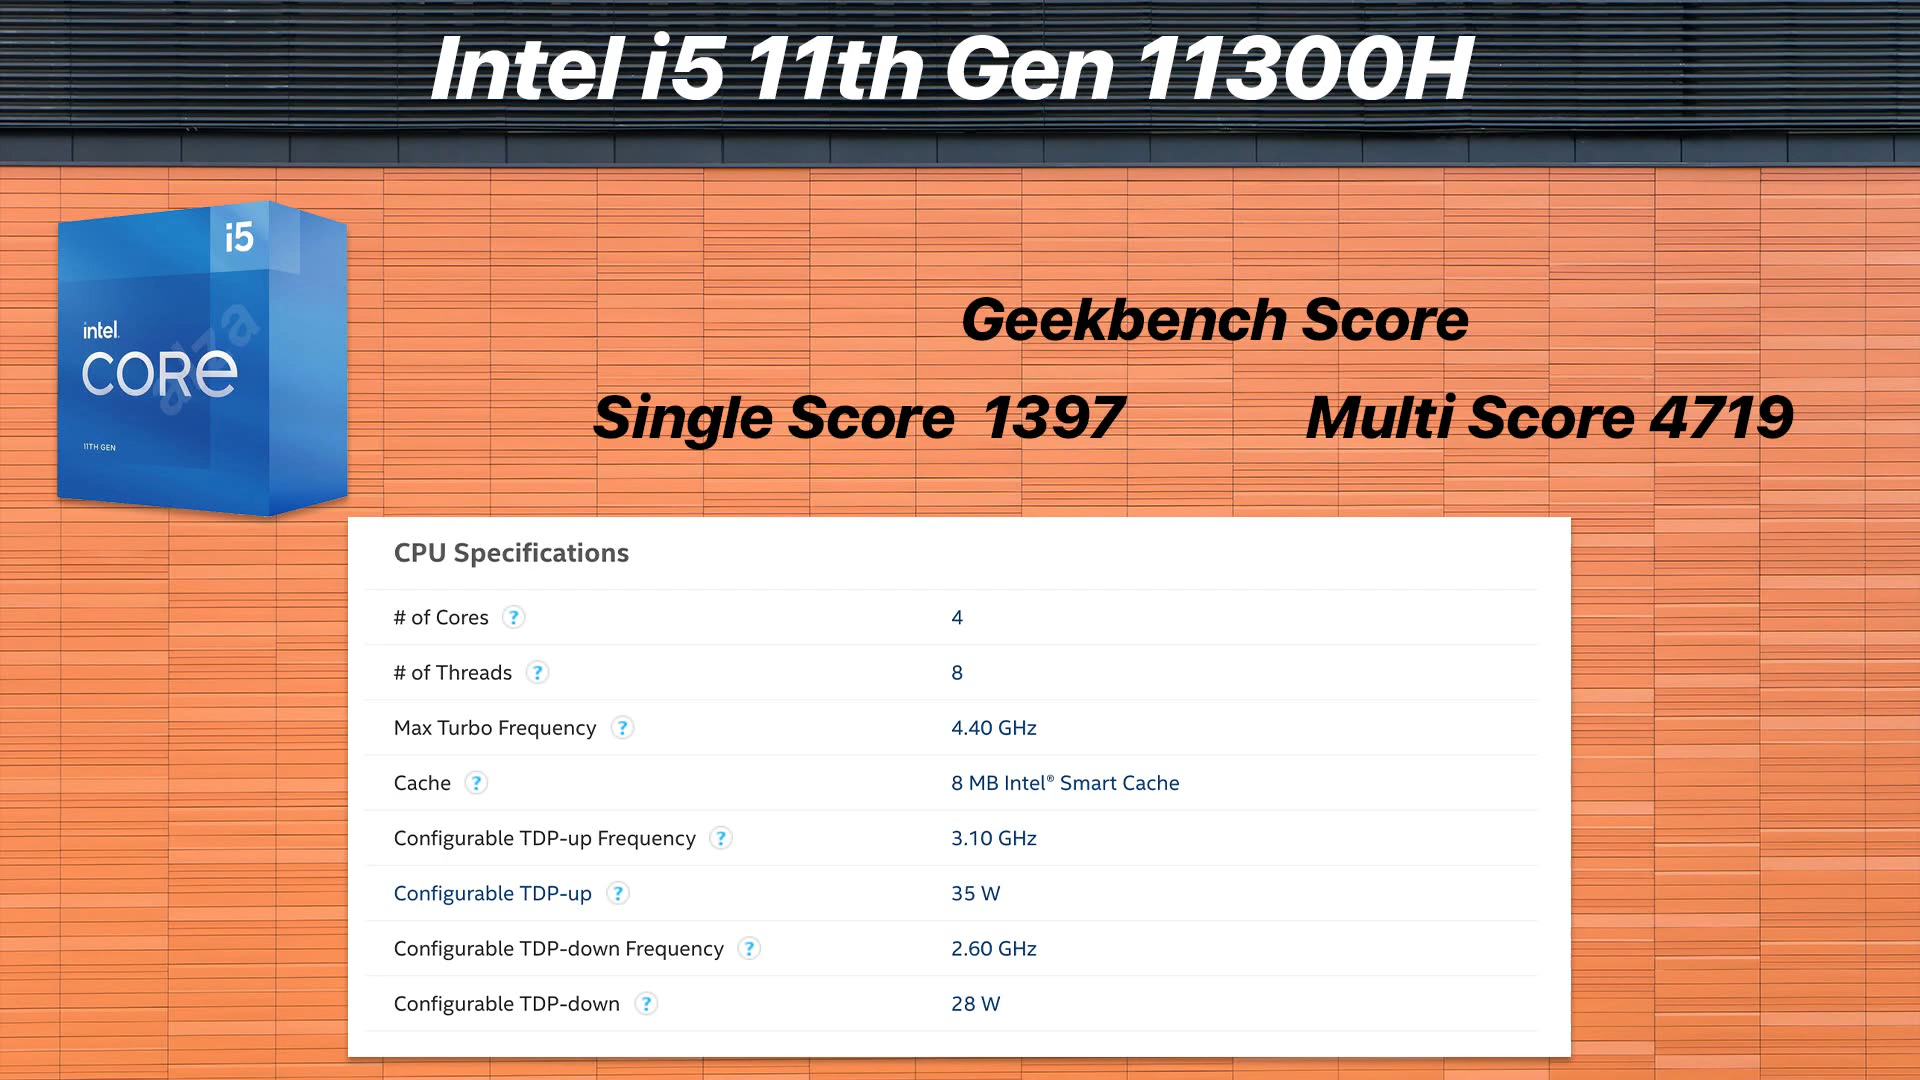 Intel i5 11th Gen 11300H
i5
intel.
CORE
11TH GEN
alza
Geekbench Score
Single Score 1397 Multi Score 4719
CPU Specifications
# of Cores ? 4
# of Threads ? 8
Max Turbo Frequency ? 4.40 GHz
Cache ? 8 MB Intel® Smart Cache
Configurable TDP-up Frequency ? 3.10 GHz
Configurable TDP-up ? 35 W
Configurable TDP-down Frequency ? 2.60 GHz
Configurable TDP-down ? 28 W